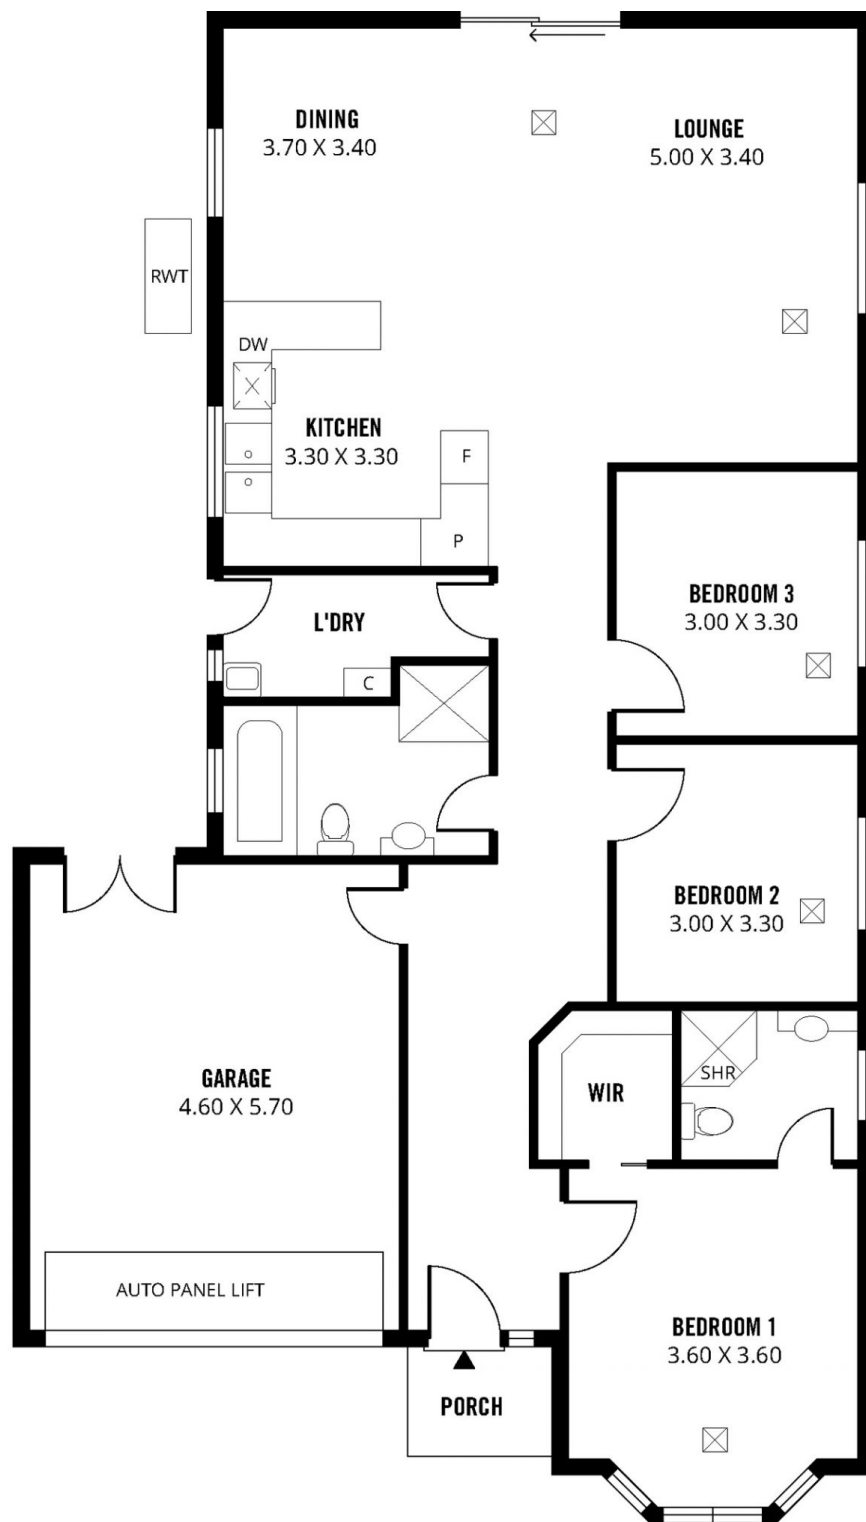 DINING
3.70 X 3.40
LOUNGE
5.00 X 3.40
RWT
DW
KITCHEN
3.30 X 3.30
F
P
BEDROOM 3
3.00 X 3.30
L'DRY
C
BEDROOM 2
3.00 X 3.30
GARAGE
4.60 X 5.70
WIR
SHR
AUTO PANEL LIFT
BEDROOM 1
3.60 X 3.60
PORCH